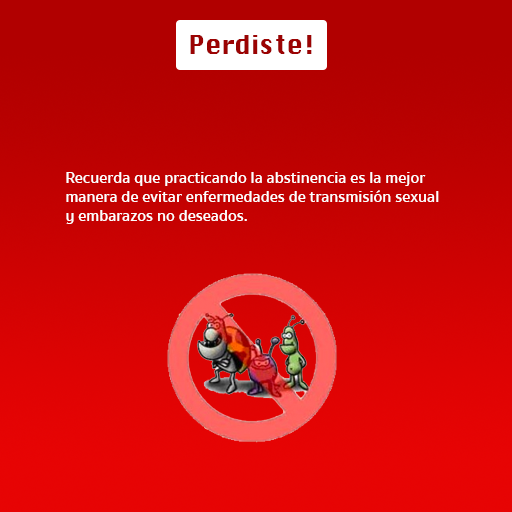 Perdiste!
Recuerda que practicando la abstinencia es la mejor
manera de evitar enfermedades de transmisión sexual
y embarazos no deseados.